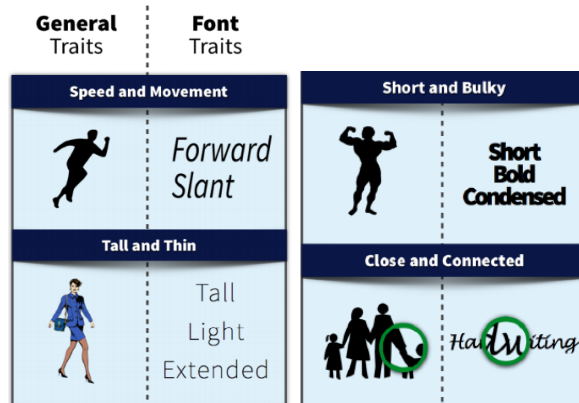 General
Traits
Font
Traits
Speed and Movement
Forward
Slant
Tall and Thin
Tall
Light
Extended
Short and Bulky
Short
Bold
Condensed
Close and Connected
Handwriting